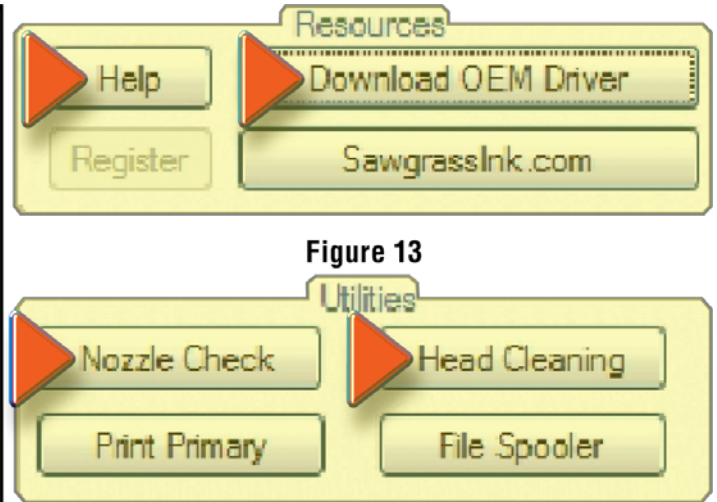 Resources
Help Download OEM Driver
Register SawgrassInk.com
Figure 13
Utilities
Nozzle Check Head Cleaning
Print Primary File Spooler